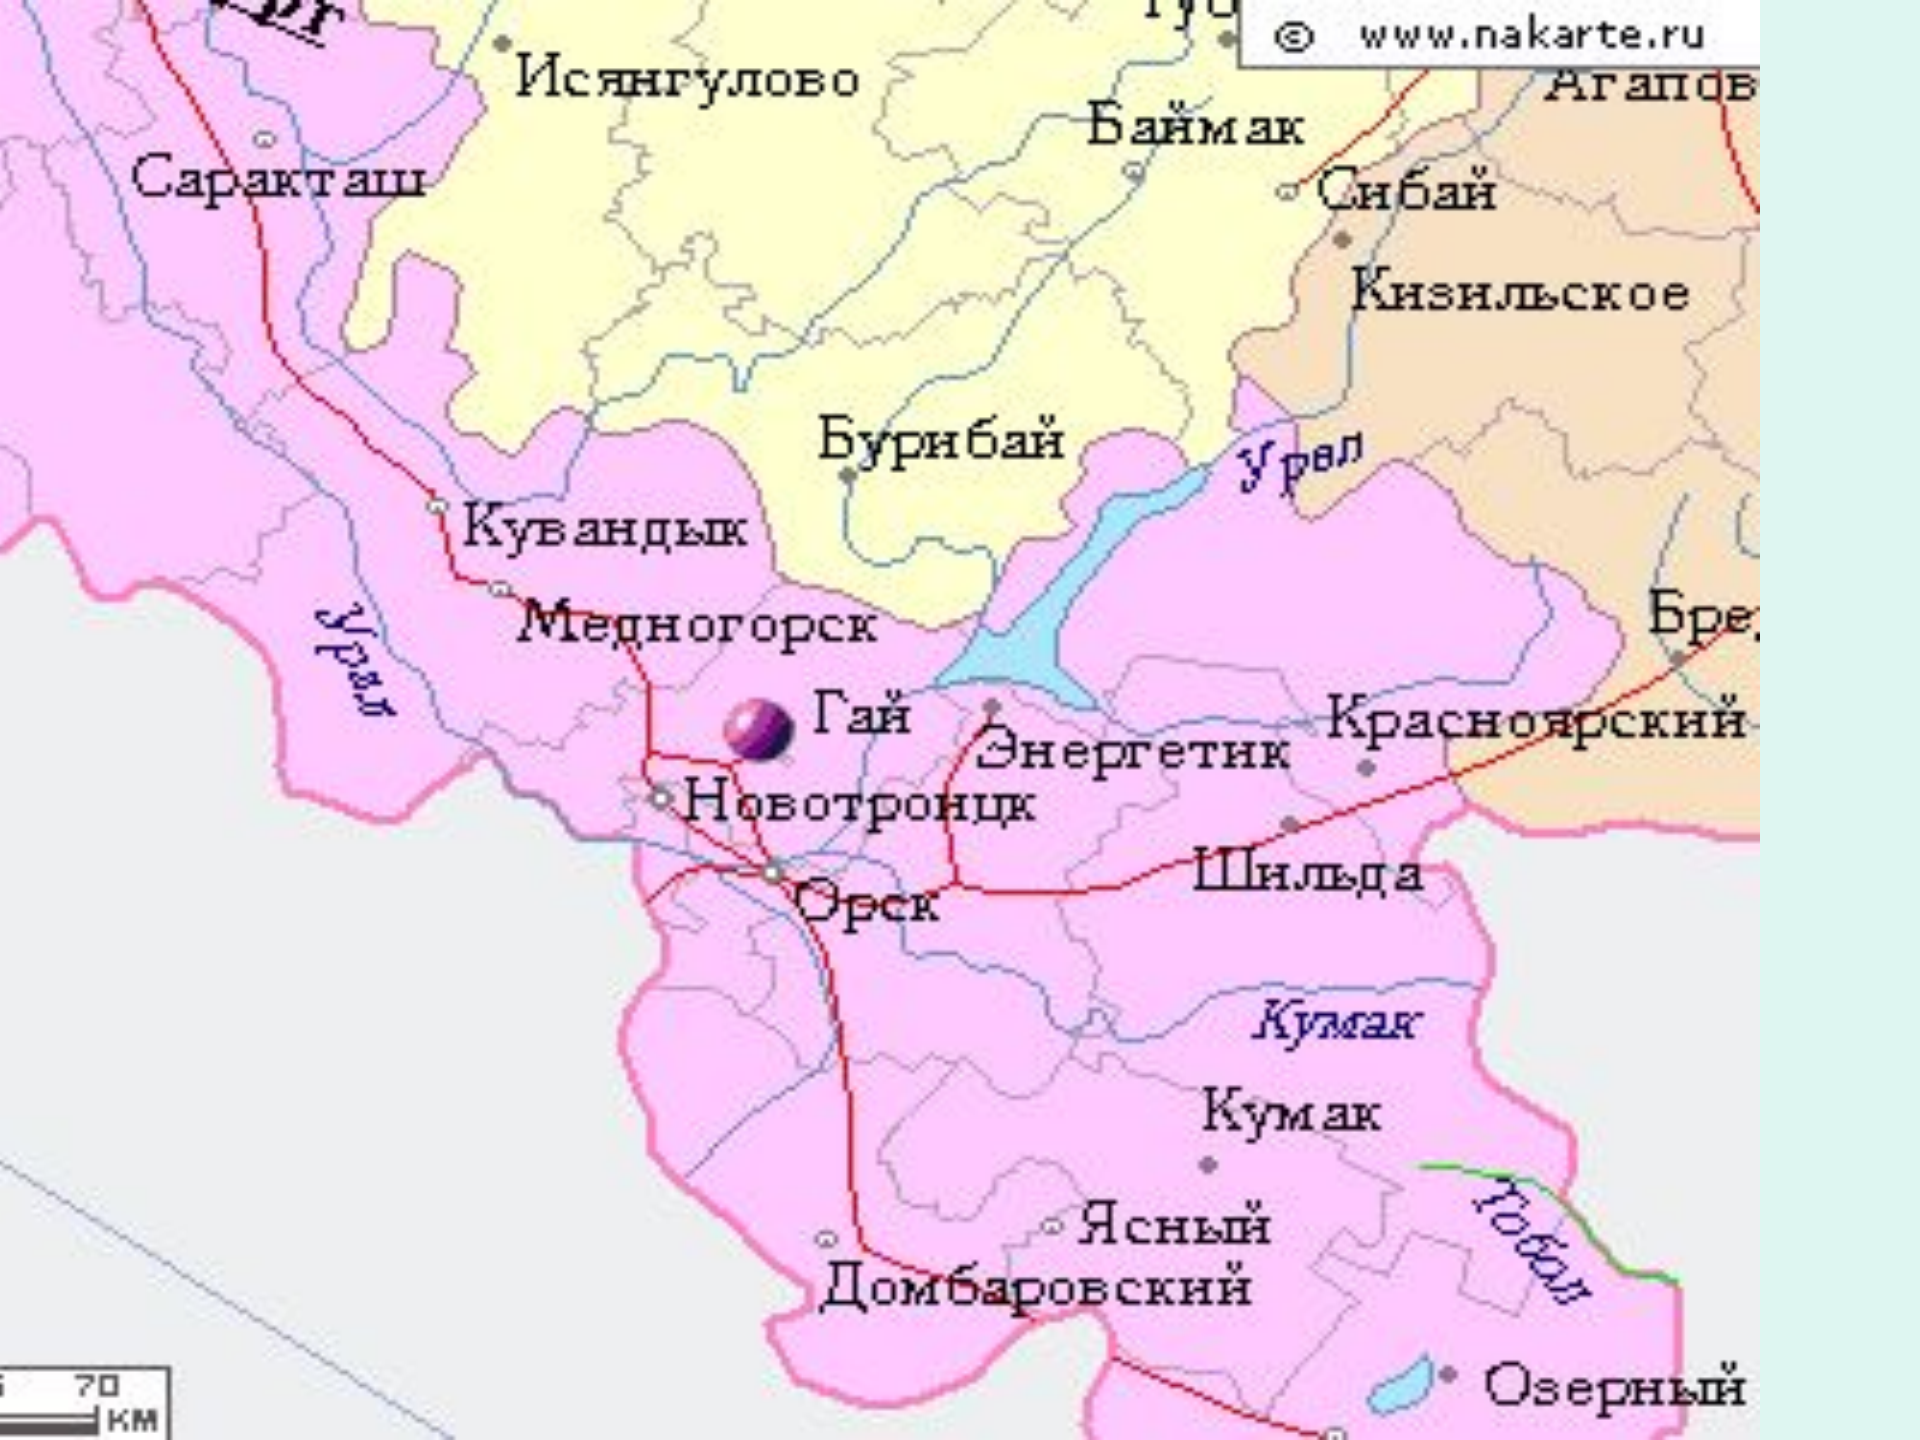 © www.nakarte.ru
Исянгулово
Агапов
Баймак
Саракташ
Сибай
Кизильское
Бурибай
Урал
Кувандык
Медногорск
Урал
Бре
Гай
Красноярский
Энергетик
Новотроицк
Шильда
Орск
Кумак
Кумак
Ясный
Тобол
Домбаровский
70
Озерный
КМ